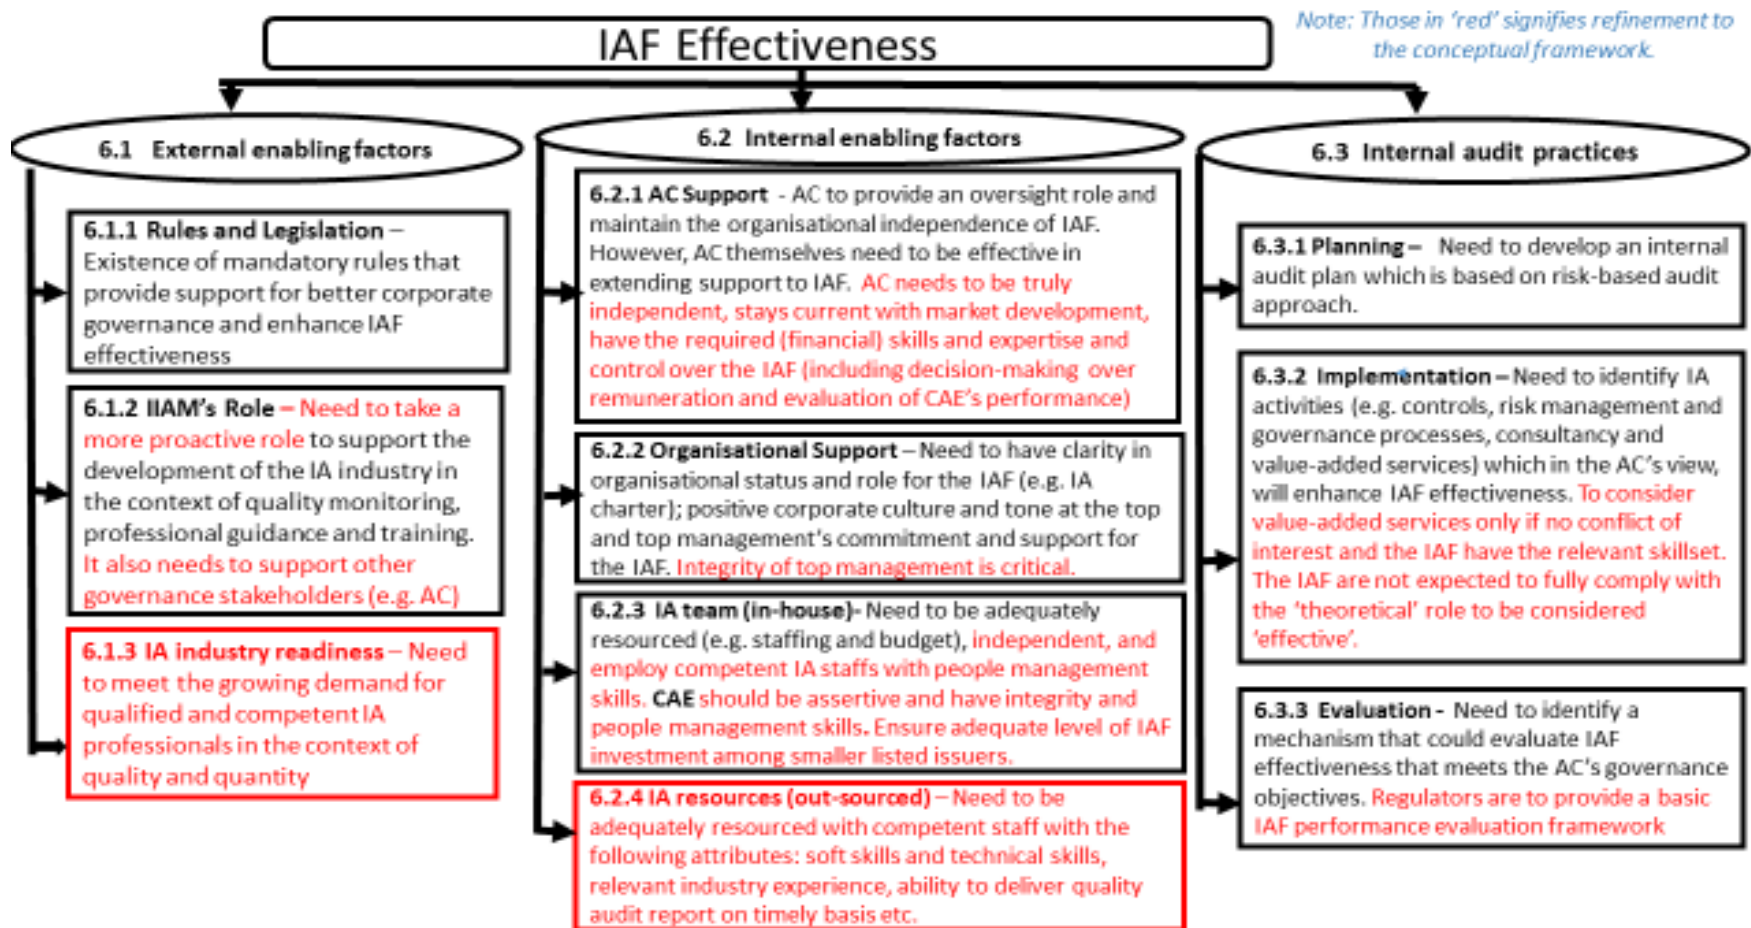 IAF Effectiveness
Note: Those in ‘red’ signifies refinement to
the conceptual framework.
6.1 External enabling factors
6.1.1 Rules and Legislation –
Existence of mandatory rules that
provide support for better corporate
governance and enhance IAF
effectiveness
6.1.2 IIAM’s Role – Need to take a
more proactive role to support the
development of the IA industry in
the context of quality monitoring,
professional guidance and training.
It also needs to support other
governance stakeholders (e.g. AC)
6.1.3 IA industry readiness – Need
to meet the growing demand for
qualified and competent IA
professionals in the context of
quality and quantity
6.2 Internal enabling factors
6.2.1 AC Support - AC to provide an oversight role and
maintain the organisational independence of IAF.
However, AC themselves need to be effective in
extending support to IAF. AC needs to be truly
independent, stays current with market development,
have the required (financial) skills and expertise and
control over the IAF (including decision-making over
remuneration and evaluation of CAE’s performance)
6.2.2 Organisational Support – Need to have clarity in
organisational status and role for the IAF (e.g. IA
charter); positive corporate culture and tone at the top
and top management’s commitment and support for
the IAF. Integrity of top management is critical.
6.2.3 IA team (in-house)- Need to be adequately
resourced (e.g. staffing and budget), independent, and
employ competent IA staffs with people management
skills. CAE should be assertive and have integrity and
people management skills. Ensure adequate level of IAF
investment among smaller listed issuers.
6.2.4 IA resources (out-sourced) – Need to be
adequately resourced with competent staff with the
following attributes: soft skills and technical skills,
relevant industry experience, ability to deliver quality
audit report on timely basis etc.
6.3 Internal audit practices
6.3.1 Planning – Need to develop an internal
audit plan which is based on risk-based audit
approach.
6.3.2 Implementation – Need to identify IA
activities (e.g. controls, risk management and
governance processes, consultancy and
value-added services) which in the AC’s view,
will enhance IAF effectiveness. To consider
value-added services only if no conflict of
interest and the IAF have the relevant skillset.
The IAF are not expected to fully comply with
the ‘theoretical’ role to be considered
‘effective’.
6.3.3 Evaluation - Need to identify a
mechanism that could evaluate IAF
effectiveness that meets the AC’s governance
objectives. Regulators are to provide a basic
IAF performance evaluation framework